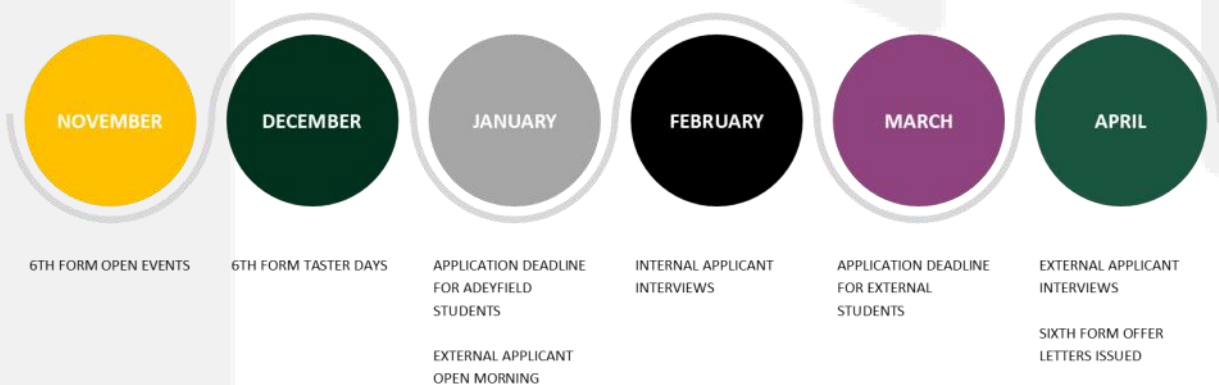 NOVEMBER
DECEMBER
JANUARY
FEBRUARY
MARCH
APRIL
6TH FORM OPEN EVENTS
6TH FORM TASTER DAYS
APPLICATION DEADLINE
FOR ADEYFIELD
STUDENTS
EXTERNAL APPLICANT
OPEN MORNING
INTERNAL APPLICANT
INTERVIEWS
APPLICATION DEADLINE
FOR EXTERNAL
STUDENTS
EXTERNAL APPLICANT
INTERVIEWS
SIXTH FORM OFFER
LETTERS ISSUED